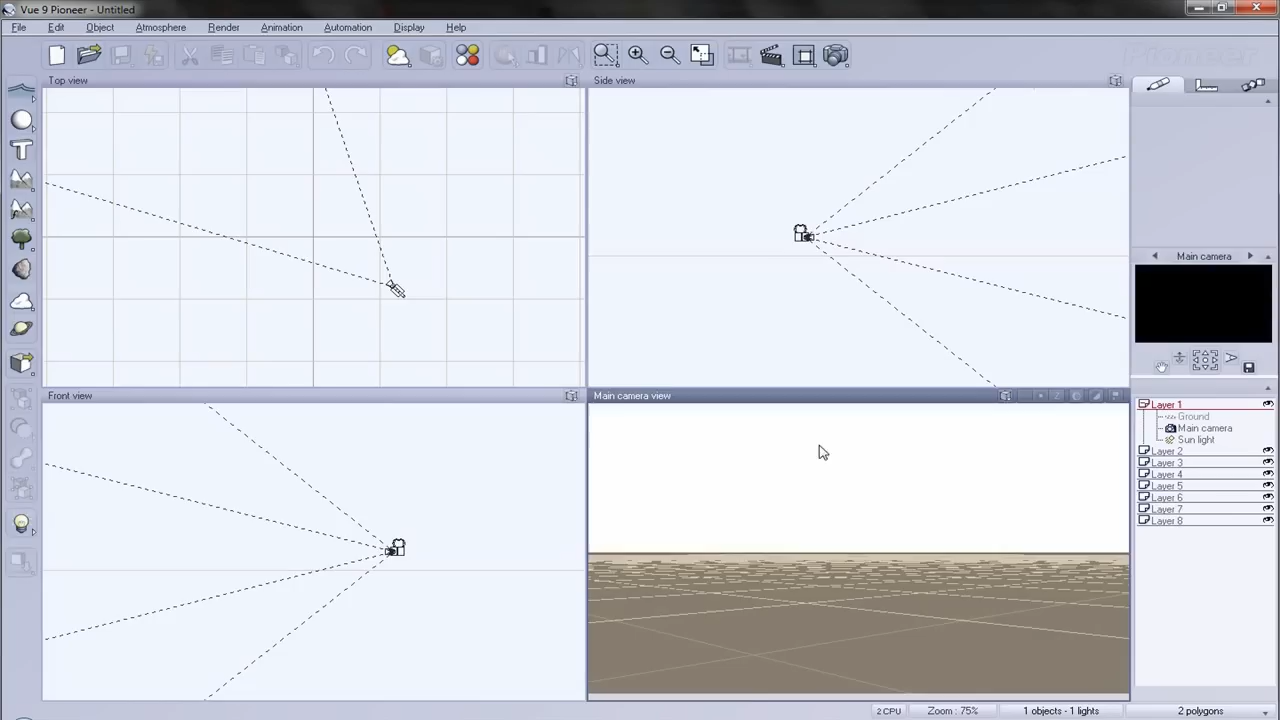 Vue 9 Pioneer - Untitled
File Edit Object Atmosphere Render Animation Automation Display Help
Pioneer
Top view
Side view
Main camera
Front view
Main camera view
Layer 1
Ground
Main camera
Sun light
Layer 2
Layer 3
Layer 4
Layer 5
Layer 6
Layer 7
Layer 8
2 CPU Zoom : 75% 1 objects - 1 lights 2 polygons